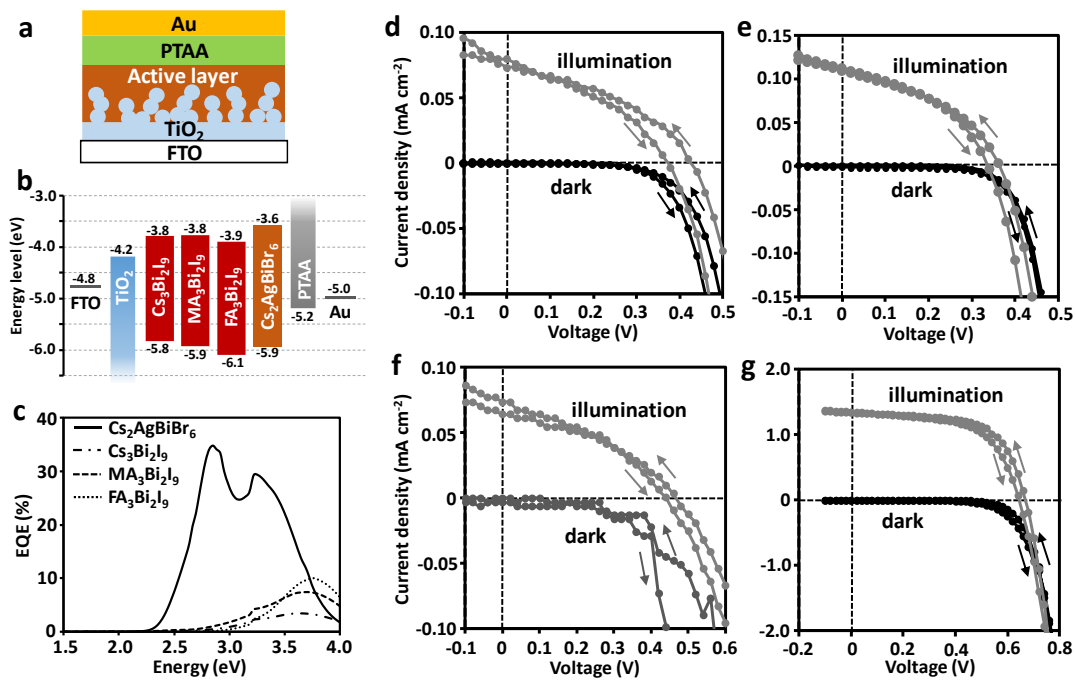 a
Au
PTAA
Active layer
TiO2
FTO
b
Energy level (eV)
-3.0
-4.0
-5.0
-6.0
-4.8
FTO
-4.2
TiO2
-3.8
Cs3Bi2I9
-5.8
-3.8
MA3Bi2I9
-5.9
-3.9
FA3Bi2I9
-6.1
-3.6
Cs2AgBiBr6
-5.9
PTAA
-5.2
-5.0
Au
c
EQE (%)
40
30
20
10
0
Cs2AgBiBr6
Cs3Bi2I9
MA3Bi2I9
FA3Bi2I9
1.5 2.0 2.5 3.0 3.5 4.0
Energy (eV)
d
Current density (mA cm-2)
0.10
0.05
0
-0.05
-0.10
illumination
dark
-0.1 0 0.1 0.2 0.3 0.4 0.5
Voltage (V)
e
0.15
0.10
0.05
0
-0.05
-0.10
-0.15
illumination
dark
-0.1 0 0.1 0.2 0.3 0.4 0.5
Voltage (V)
f
Current density (mA cm-2)
0.10
0.05
0
-0.05
-0.10
illumination
dark
-0.1 0 0.1 0.2 0.3 0.4 0.5 0.6
Voltage (V)
g
2.0
1.0
0
-1.0
-2.0
illumination
dark
-0.2 0 0.2 0.4 0.6 0.8
Voltage (V)